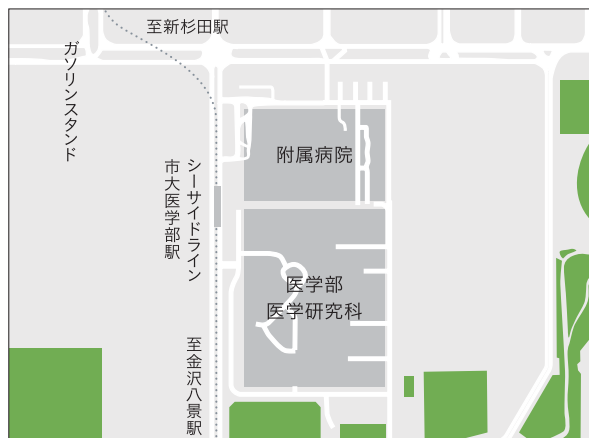 至新杉田駅
ガソリンスタンド
附属病院
シーサイドライン
市大医学部駅
医学部
医学研究科
至金沢八景駅